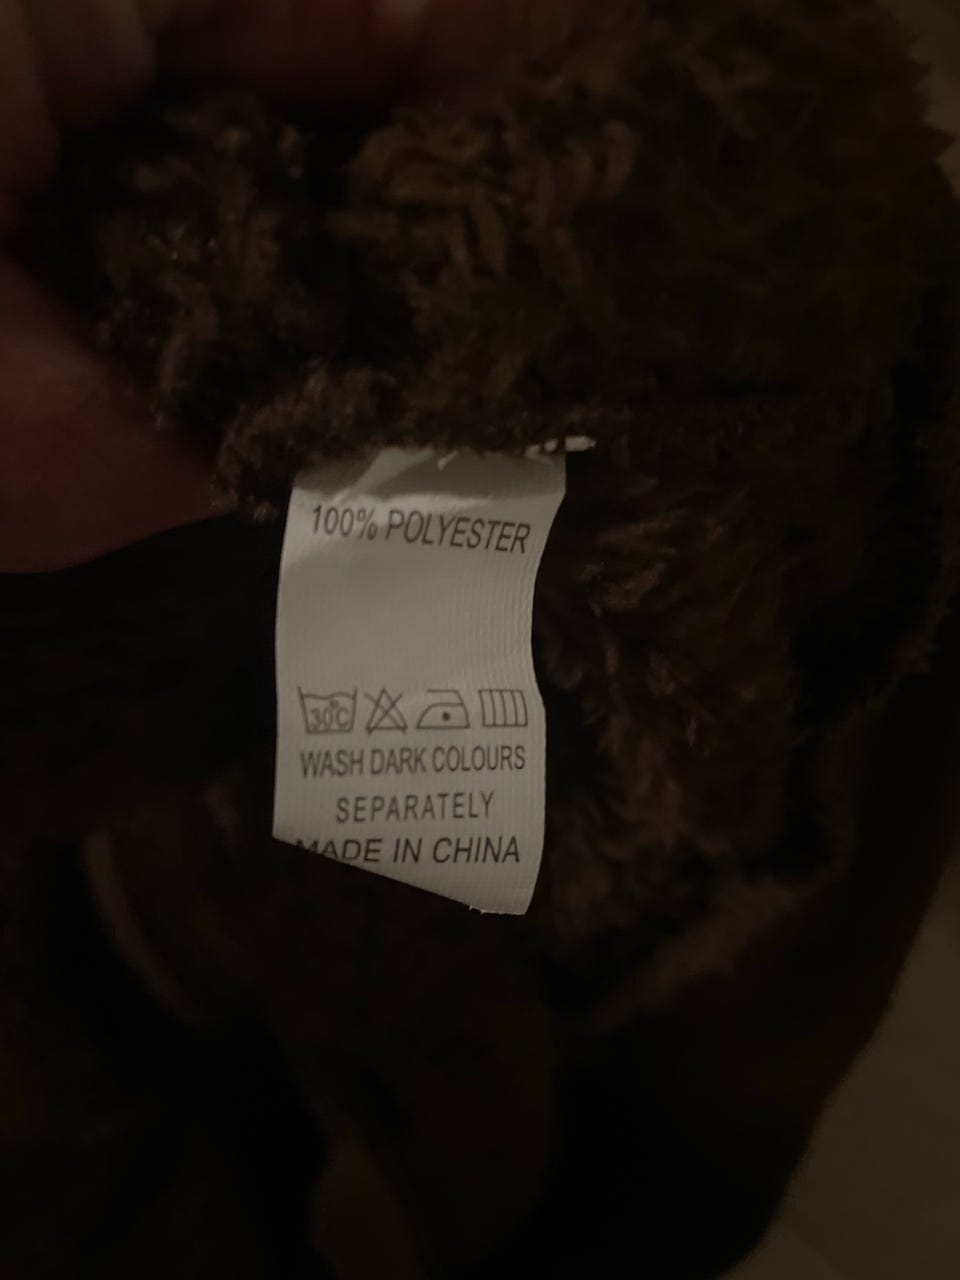 100% POLYESTER
30°C
WASH DARK COLOURS
SEPARATELY
MADE IN CHINA